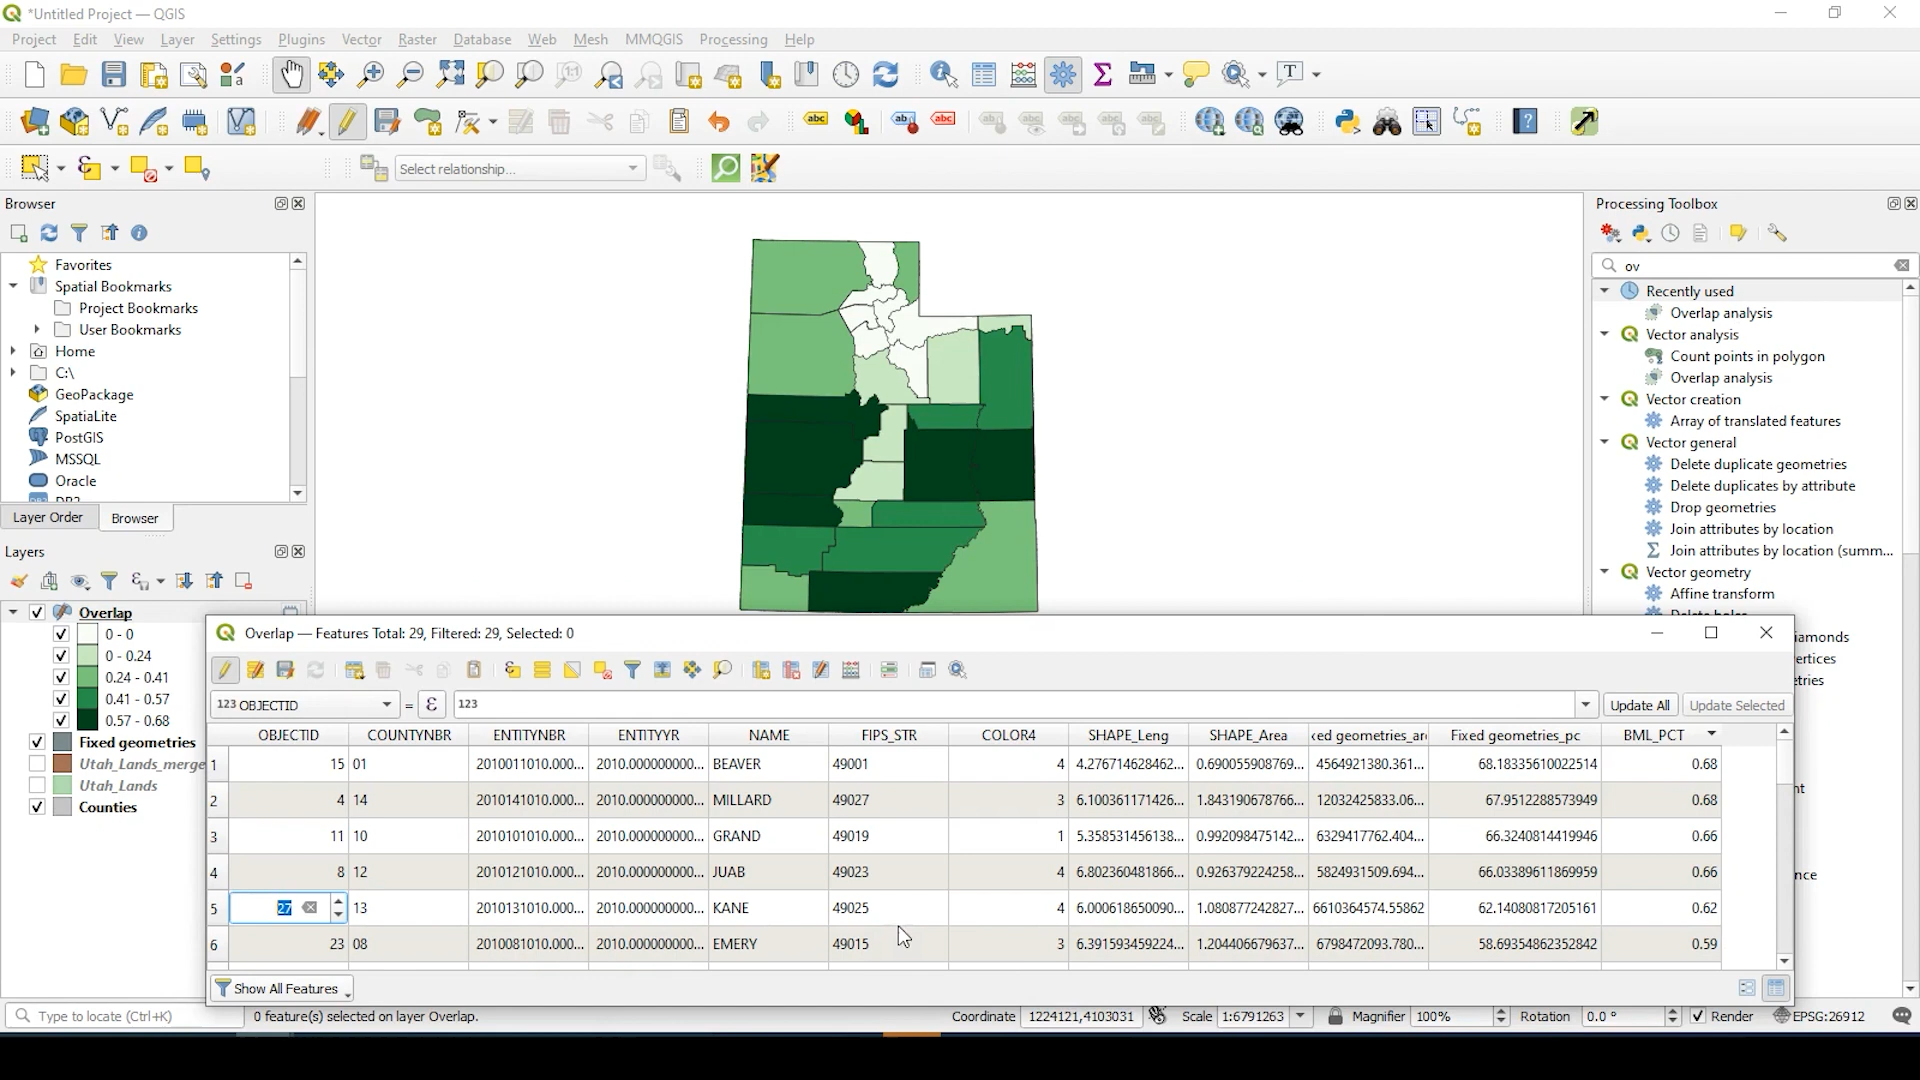 *Untitled Project — QGIS
Project Edit View Layer Settings Plugins Vector Raster Database Web Mesh MMQGIS Processing Help
Select relationship...
Browser
Favorites
Spatial Bookmarks
Project Bookmarks
User Bookmarks
Home
C:\
GeoPackage
SpatiaLite
PostGIS
MSSQL
Oracle
Layer Order Browser
Layers
Overlap
0 - 0
0 - 0.24
0.24 - 0.41
0.41 - 0.57
0.57 - 0.68
Fixed geometries
Utah_Lands_merge
Utah_Lands
Counties
Processing Toolbox
ov
Recently used
Overlap analysis
Vector analysis
Count points in polygon
Overlap analysis
Vector creation
Array of translated features
Vector general
Delete duplicate geometries
Delete duplicates by attribute
Drop geometries
Join attributes by location
Join attributes by location (summ...
Vector geometry
Affine transform
iamonds
ertices
tries
nt
nce
Overlap — Features Total: 29, Filtered: 29, Selected: 0
123 OBJECTID = ε 123 Update All Update Selected
OBJECTID COUNTYNBR ENTITYNBR ENTITYYR NAME FIPS_STR COLOR4 SHAPE_Leng SHAPE_Area ced geometries_are Fixed geometries_pc BML_PCT
1 15 01 2010011010.000... 2010.000000000... BEAVER 49001 4 4.276714628462... 0.690055908769... 4564921380.361... 68.18335610022514 0.68
2 4 14 2010141010.000... 2010.000000000... MILLARD 49027 3 6.100361171426... 1.843190678766... 12032425833.06... 67.9512288573949 0.68
3 11 10 2010101010.000... 2010.000000000... GRAND 49019 1 5.358531456138... 0.992098475142... 6329417762.404... 66.3240814419946 0.66
4 8 12 2010121010.000... 2010.000000000... JUAB 49023 4 6.802360481866... 0.926379224258... 5824931509.694... 66.03389611869959 0.66
5 27 13 2010131010.000... 2010.000000000... KANE 49025 4 6.000618650090... 1.080877242827... 6610364574.55862 62.14080817205161 0.62
6 23 08 2010081010.000... 2010.000000000... EMERY 49015 3 6.391593459224... 1.204406679637... 6798472093.780... 58.69354862352842 0.59
Show All Features
Type to locate (Ctrl+K) 0 feature(s) selected on layer Overlap. Coordinate 1224121,4103031 Scale 1:6791263 Magnifier 100% Rotation 0.0 ° Render EPSG:26912